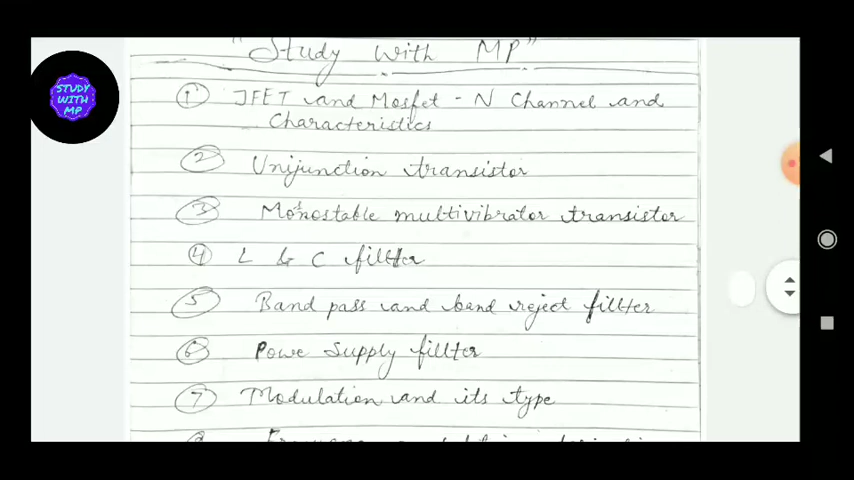 "Study with MP"
STUDY
WITH
MP
1 JFET and Mosfet - N Channel and
Characteristics
2 Unijunction transistor
3 Monostable multivibrator transistor
4 L & C fillter
5 Band pass and band reject fillter
6 Powe Supply fillter
7 Modulation and its type